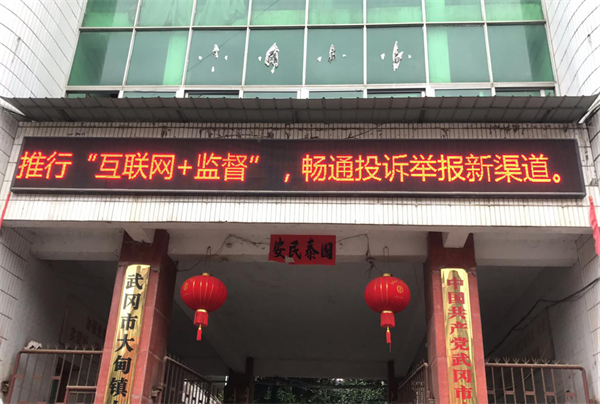 推行“互联网+监督”，畅通投诉举报新渠道。
国泰民安
武冈市大甸镇
中国共产党武冈市